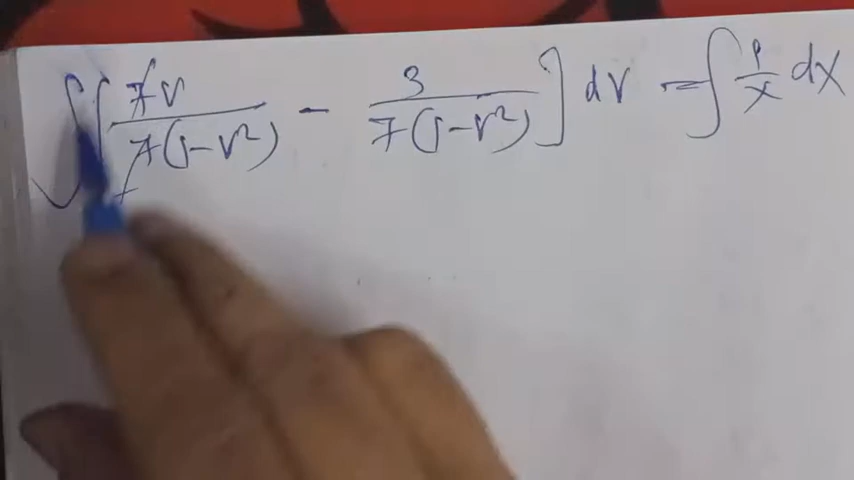 ∫[7v/7(1-v²) - 3/7(1-v²)] dv = ∫ 1/x dx